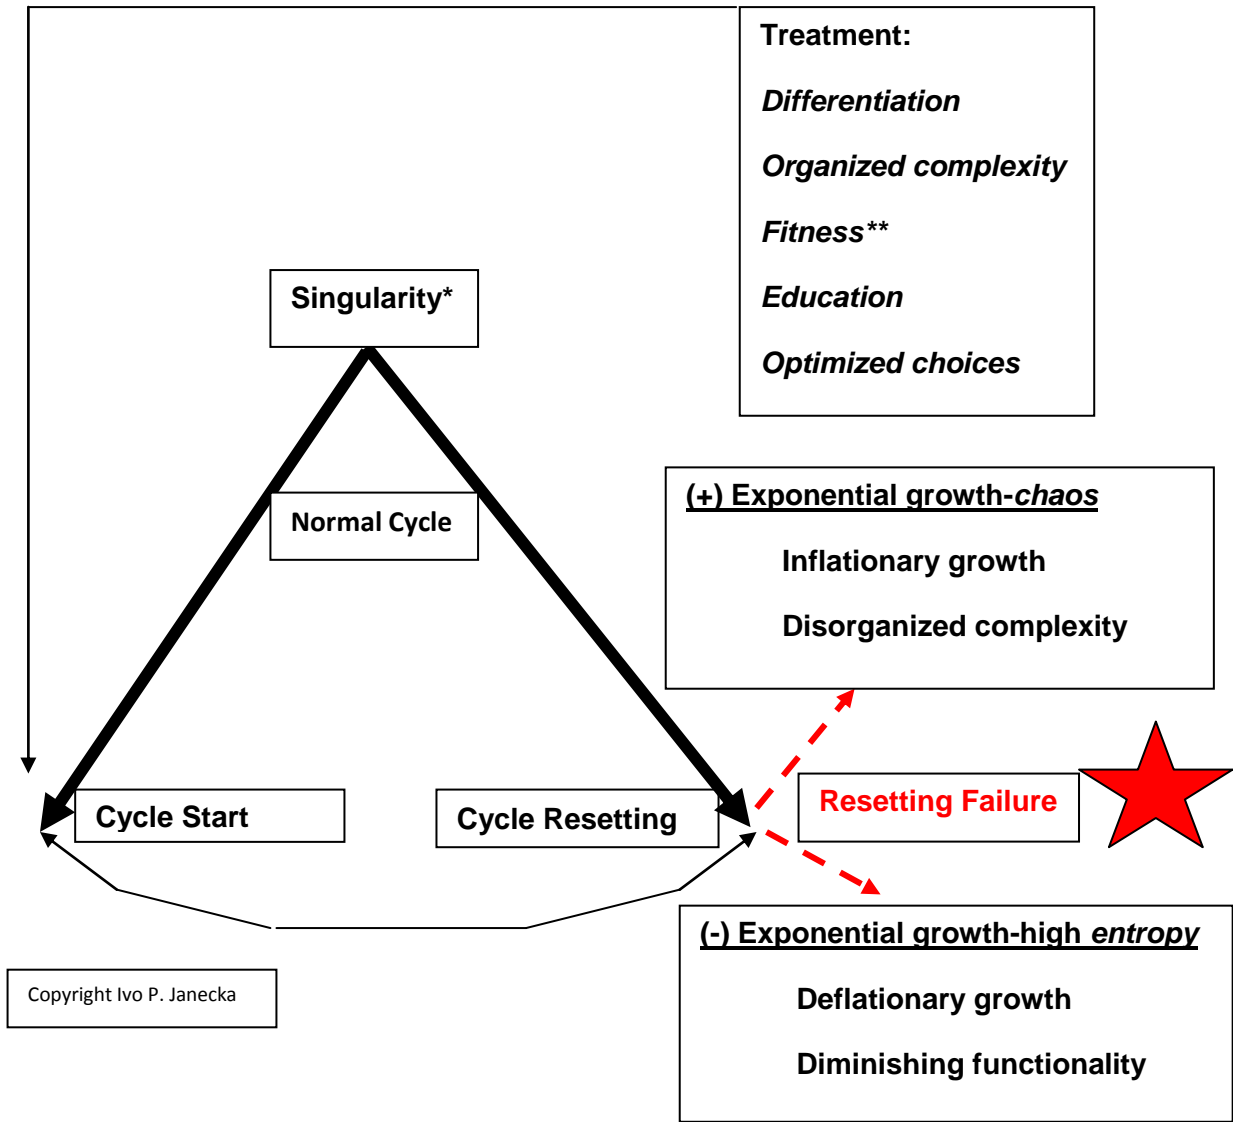 Treatment:
Differentiation
Organized complexity
Fitness**
Education
Optimized choices
Singularity*
Normal Cycle
(+) Exponential growth-chaos
Inflationary growth
Disorganized complexity
Cycle Start
Cycle Resetting
Resetting Failure
(-) Exponential growth-high entropy
Deflationary growth
Diminishing functionality
Copyright Ivo P. Janecka